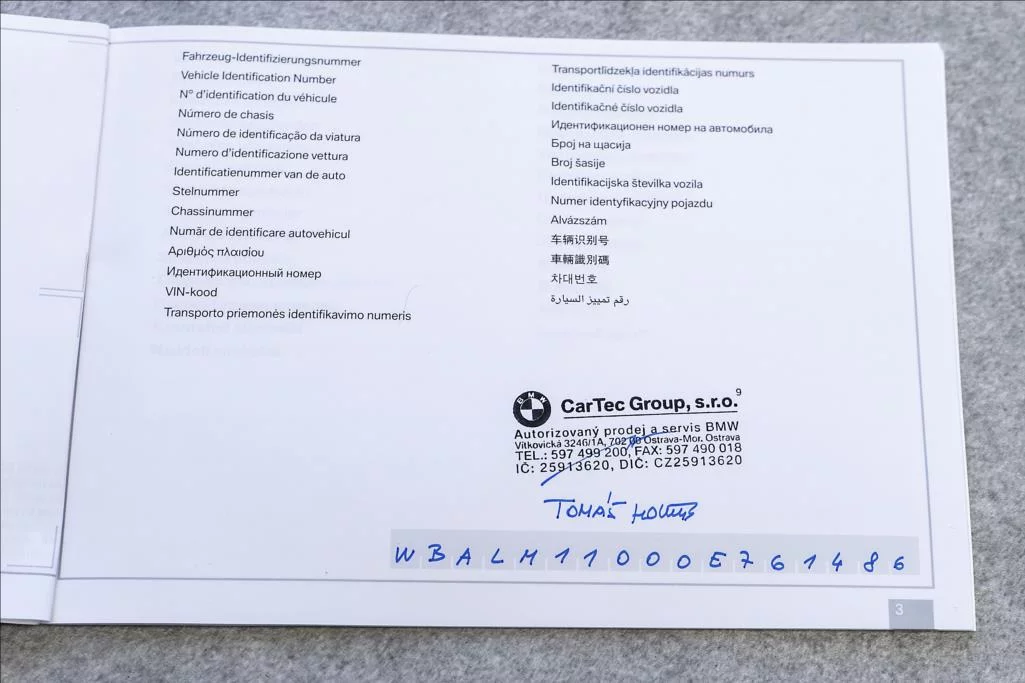 Fahrzeug-Identifizierungsnummer
Vehicle Identification Number
N° d'identification du véhicule
Número de chasis
Número de identificação da viatura
Numero d'identificazione vettura
Identificatienummer van de auto
Stelnummer
Chassinummer
Număr de identificare autovehicul
Αριθμός πλαισίου
Идентификационный номер
VIN-kood
Transporto priemonės identifikavimo numeris
Transportlīdzekļa identifikācijas numurs
Identifikační číslo vozidla
Identifikačné číslo vozidla
Идентификационен номер на автомобила
Број на щасија
Broj šasije
Identifikacijska številka vozila
Numer identyfikacyjny pojazdu
Alvázszám
车辆识别号
車輛識別碼
차대번호
رقم تمييز السيارة
BMW
CarTec Group, s.r.o. 9
Autorizovaný prodej a servis BMW
Vítkovická 3246/1A, 702 Ostrava-Mor. Ostrava
TEL.: 597 499 200, FAX: 597 490 018
IČ: 25913620, DIČ: CZ25913620
TOMÁŠ
WBALM11000E761486
3